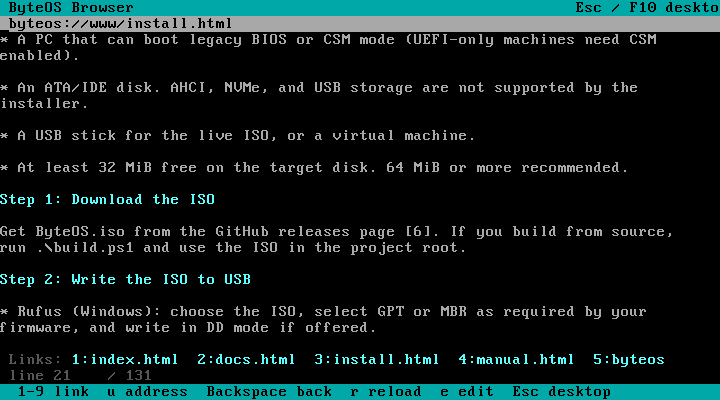 ByteOS Browser Esc / F10 deskto
byteos://www/install.html
* A PC that can boot legacy BIOS or CSM mode (UEFI-only machines need CSM
enabled).
* An ATA/IDE disk. AHCI, NVMe, and USB storage are not supported by the
installer.
* A USB stick for the live ISO, or a virtual machine.
* At least 32 MiB free on the target disk. 64 MiB or more recommended.
Step 1: Download the ISO
Get ByteOS.iso from the GitHub releases page [6]. If you build from source,
run .\build.ps1 and use the ISO in the project root.
Step 2: Write the ISO to USB
* Rufus (Windows): choose the ISO, select GPT or MBR as required by your
firmware, and write in DD mode if offered.
Links: 1:index.html 2:docs.html 3:install.html 4:manual.html 5:byteos
line 21 / 131
1-9 link u address Backspace back r reload e edit Esc desktop